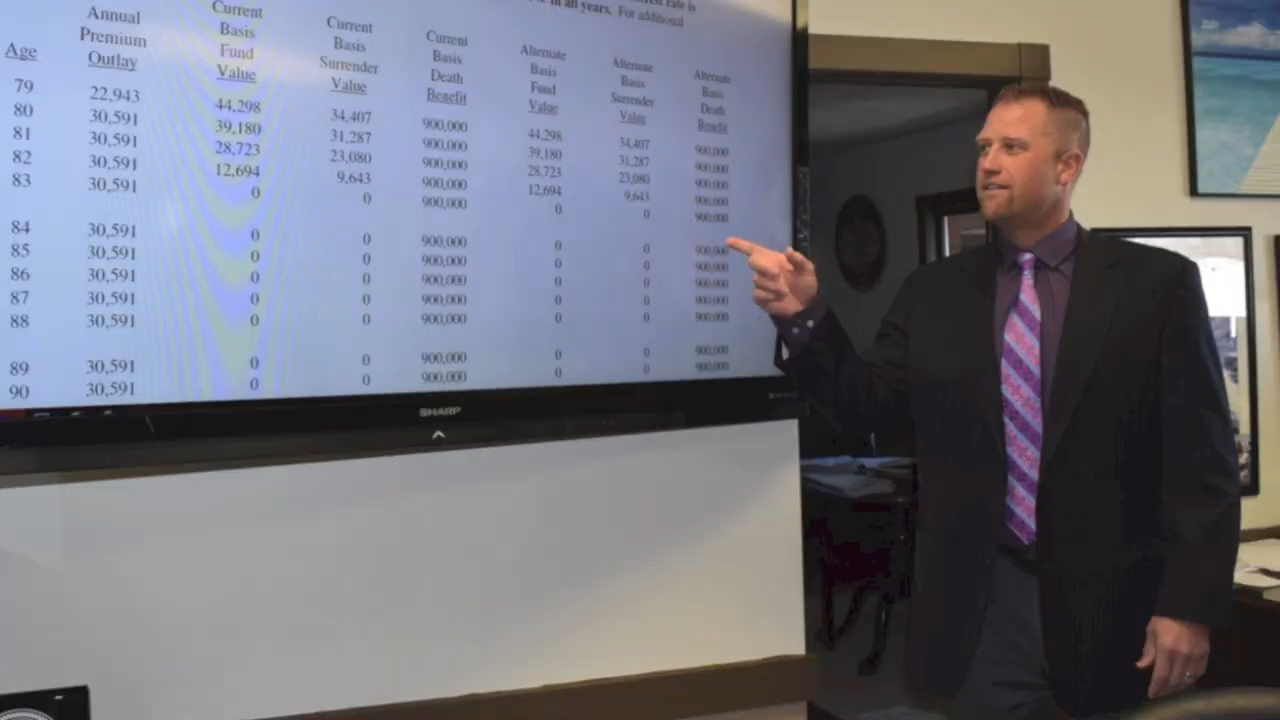 in all years. For additional
Age Annual Premium Outlay Current Basis Fund Value Current Basis Surrender Value Current Basis Death Benefit Alternate Basis Fund Value Alternate Basis Surrender Value Alternate Basis Death Benefit
79 22,943 44,298 34,407 900,000 44,298 34,407 900,000
80 30,591 39,180 31,287 900,000 39,180 31,287 900,000
81 30,591 28,723 23,080 900,000 28,723 23,080 900,000
82 30,591 12,694 9,643 900,000 12,694 9,643 900,000
83 30,591 0 0 900,000 0 0 900,000
84 30,591 0 0 900,000 0 0 900,000
85 30,591 0 0 900,000 0 0 900,000
86 30,591 0 0 900,000 0 0 900,000
87 30,591 0 0 900,000 0 0 900,000
88 30,591 0 0 900,000 0 0 900,000
89 30,591 0 0 900,000 0 0 900,000
90 30,591 0 0 900,000 0 0 900,000
SHARP